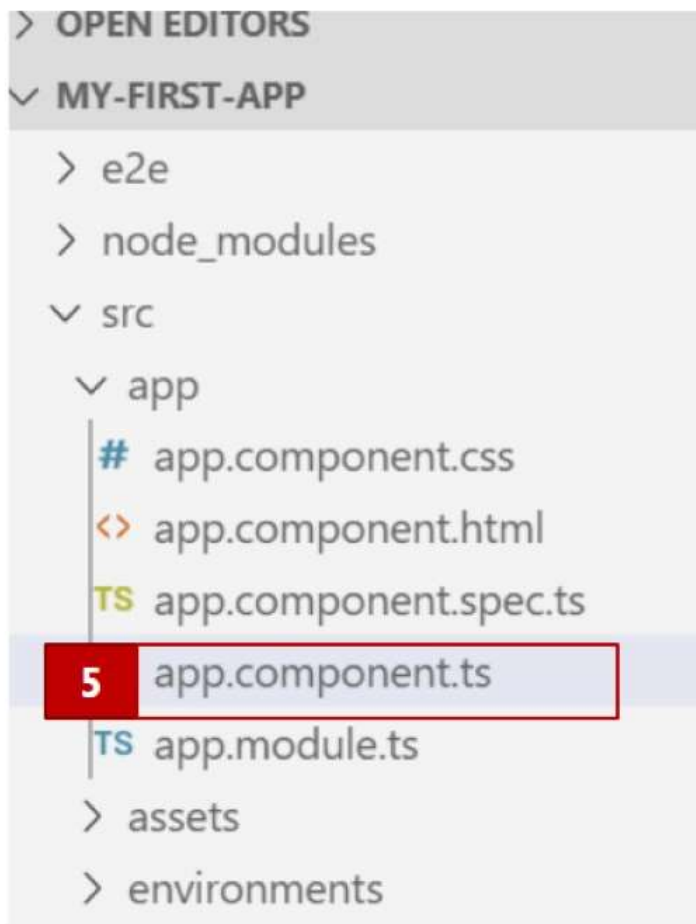 OPEN EDITORS
MY-FIRST-APP
e2e
node_modules
src
app
# app.component.css
<> app.component.html
TS app.component.spec.ts
5 app.component.ts
TS app.module.ts
assets
environments